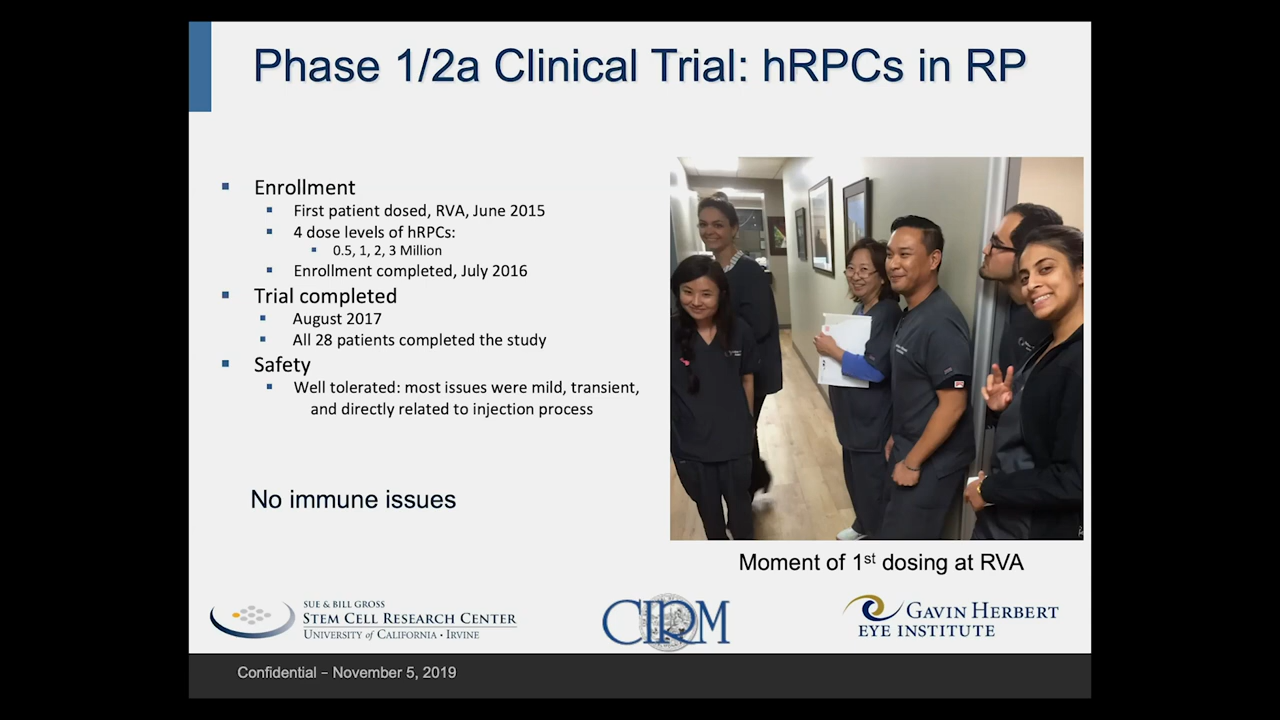 Phase 1/2a Clinical Trial: hRPCs in RP
Enrollment
First patient dosed, RVA, June 2015
4 dose levels of hRPCs:
0.5, 1, 2, 3 Million
Enrollment completed, July 2016
Trial completed
August 2017
All 28 patients completed the study
Safety
Well tolerated: most issues were mild, transient,
and directly related to injection process
No immune issues
Moment of 1st dosing at RVA
SUE & BILL GROSS
STEM CELL RESEARCH CENTER
UNIVERSITY of CALIFORNIA • IRVINE
CIRM
GAVIN HERBERT
EYE INSTITUTE
Confidential – November 5, 2019